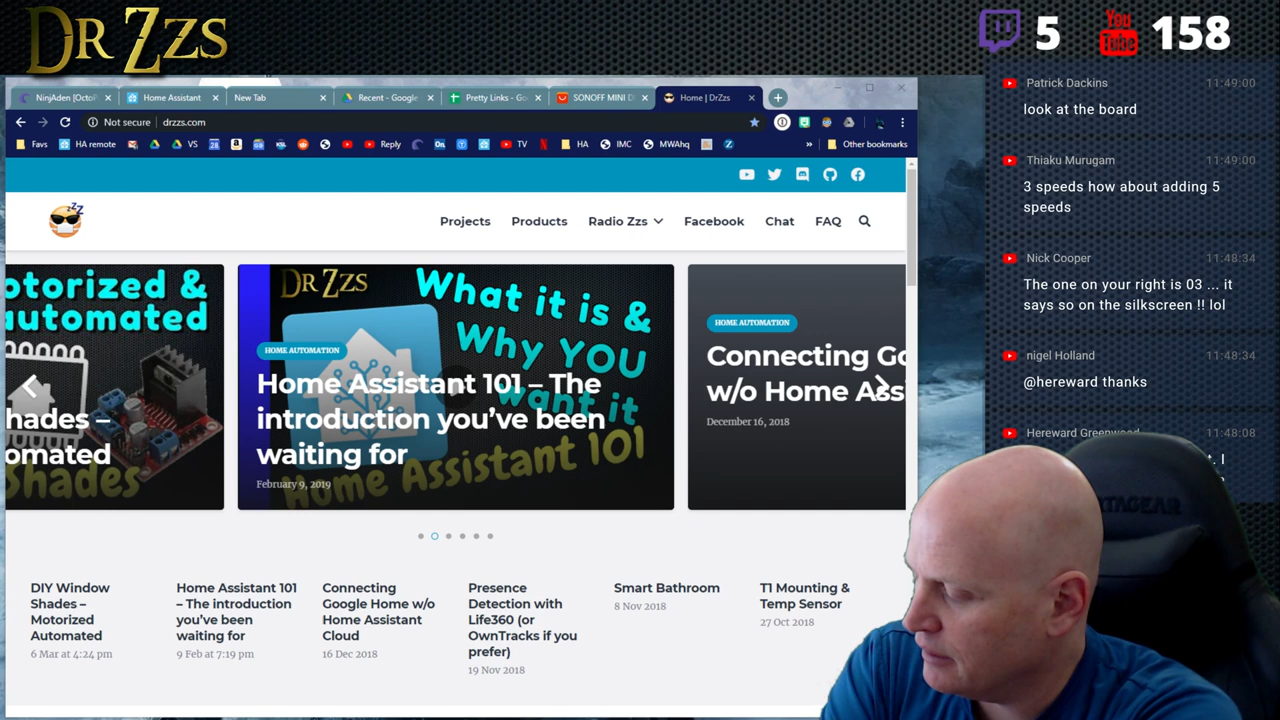 DR ZZS
5
YouTube
158
NinjAden [OctoP
Home Assistant
New Tab
Recent - Google
Pretty Links - Go
SONOFF MINI D
Home | DrZzs
Not secure
drzzs.com
Favs
HA remote
VS
Reply
TV
HA
IMC
MWAhq
Other bookmarks
Projects
Products
Radio Zzs
Facebook
Chat
FAQ
otorized &
automated
hades –
omated
Shades
DR ZZS
What it is &
Why YOU
want it
HOME AUTOMATION
Home Assistant 101 – The
introduction you’ve been
waiting for
February 9, 2019
Home Assistant 101
HOME AUTOMATION
Connecting Go
w/o Home Ass
December 16, 2018
DIY Window
Shades –
Motorized
Automated
6 Mar at 4:24 pm
Home Assistant 101
– The introduction
you’ve been
waiting for
9 Feb at 7:19 pm
Connecting
Google Home w/o
Home Assistant
Cloud
16 Dec 2018
Presence
Detection with
Life360 (or
OwnTracks if you
prefer)
19 Nov 2018
Smart Bathroom
8 Nov 2018
T1 Mounting &
Temp Sensor
27 Oct 2018
Patrick Dackins
11:49:00
look at the board
Thiaku Murugam
11:49:00
3 speeds how about adding 5
speeds
Nick Cooper
11:48:34
The one on your right is 03 ... it
says so on the silkscreen !! lol
nigel Holland
11:48:34
@hereward thanks
Hereward Greenwood
11:48:08
t. I